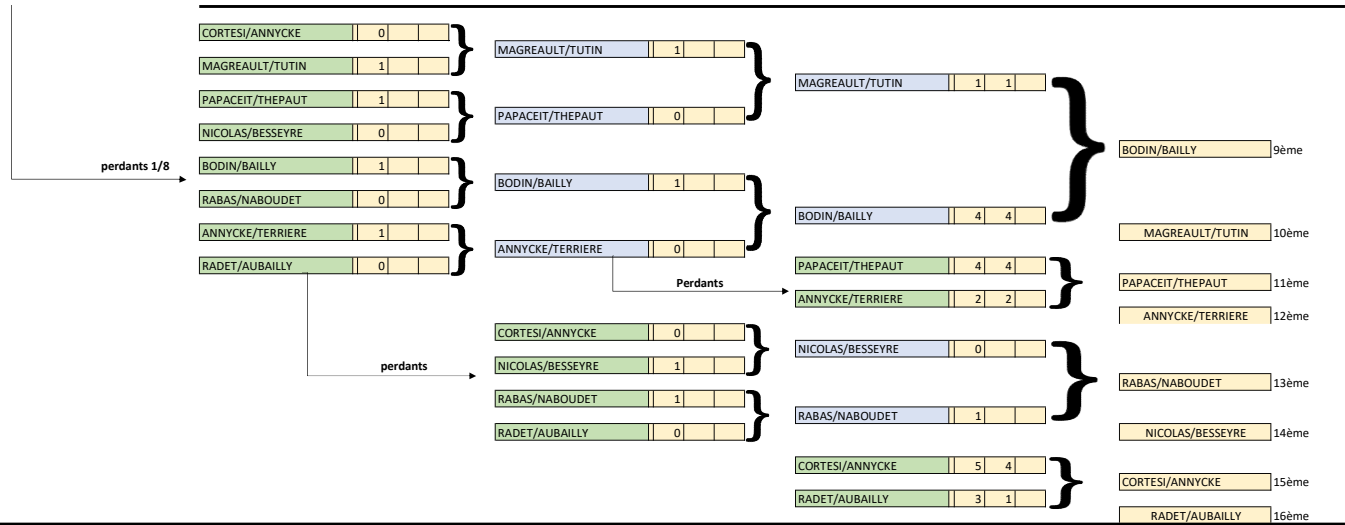 CORTESI/ANNYCKE 0
MAGREAULT/TUTIN 1
MAGREAULT/TUTIN 1
MAGREAULT/TUTIN 1 1
PAPACEIT/THEPAUT 1
PAPACEIT/THEPAUT 0
NICOLAS/BESSEYRE 0
BODIN/BAILLY 9ème
perdants 1/8
BODIN/BAILLY 1
BODIN/BAILLY 1
RABAS/NABOUDET 0
BODIN/BAILLY 4 4
ANNYCKE/TERRIERE 1
MAGREAULT/TUTIN 10ème
ANNYCKE/TERRIERE 0
RADET/AUBAILLY 0
PAPACEIT/THEPAUT 4 4
Perdants
PAPACEIT/THEPAUT 11ème
ANNYCKE/TERRIERE 2 2
ANNYCKE/TERRIERE 12ème
CORTESI/ANNYCKE 0
NICOLAS/BESSEYRE 0
perdants
NICOLAS/BESSEYRE 1
RABAS/NABOUDET 13ème
RABAS/NABOUDET 1
RABAS/NABOUDET 1
RADET/AUBAILLY 0
NICOLAS/BESSEYRE 14ème
CORTESI/ANNYCKE 5 4
CORTESI/ANNYCKE 15ème
RADET/AUBAILLY 3 1
RADET/AUBAILLY 16ème